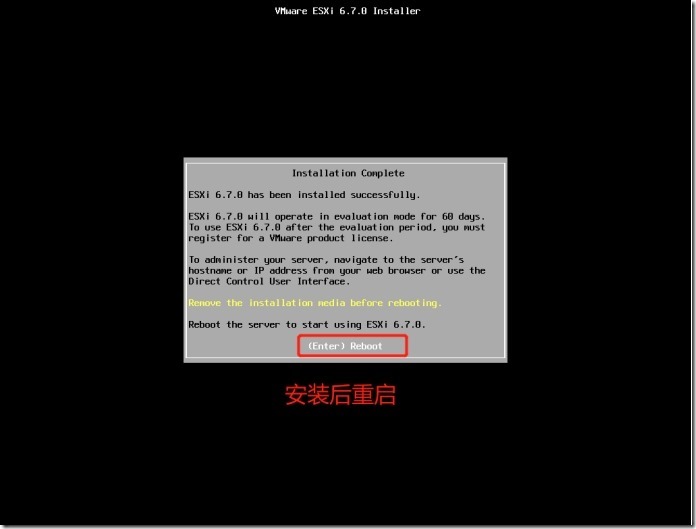 VMware ESXi 6.7.0 Installer
Installation Complete
ESXi 6.7.0 has been installed successfully.
ESXi 6.7.0 will operate in evaluation mode for 60 days.
To use ESXi 6.7.0 after the evaluation period, you must
register for a VMware product license.
To administer your server, navigate to the server's
hostname or IP address from your web browser or use the
Direct Control User Interface.
Remove the installation media before rebooting.
Reboot the server to start using ESXi 6.7.0.
(Enter) Reboot
安装后重启